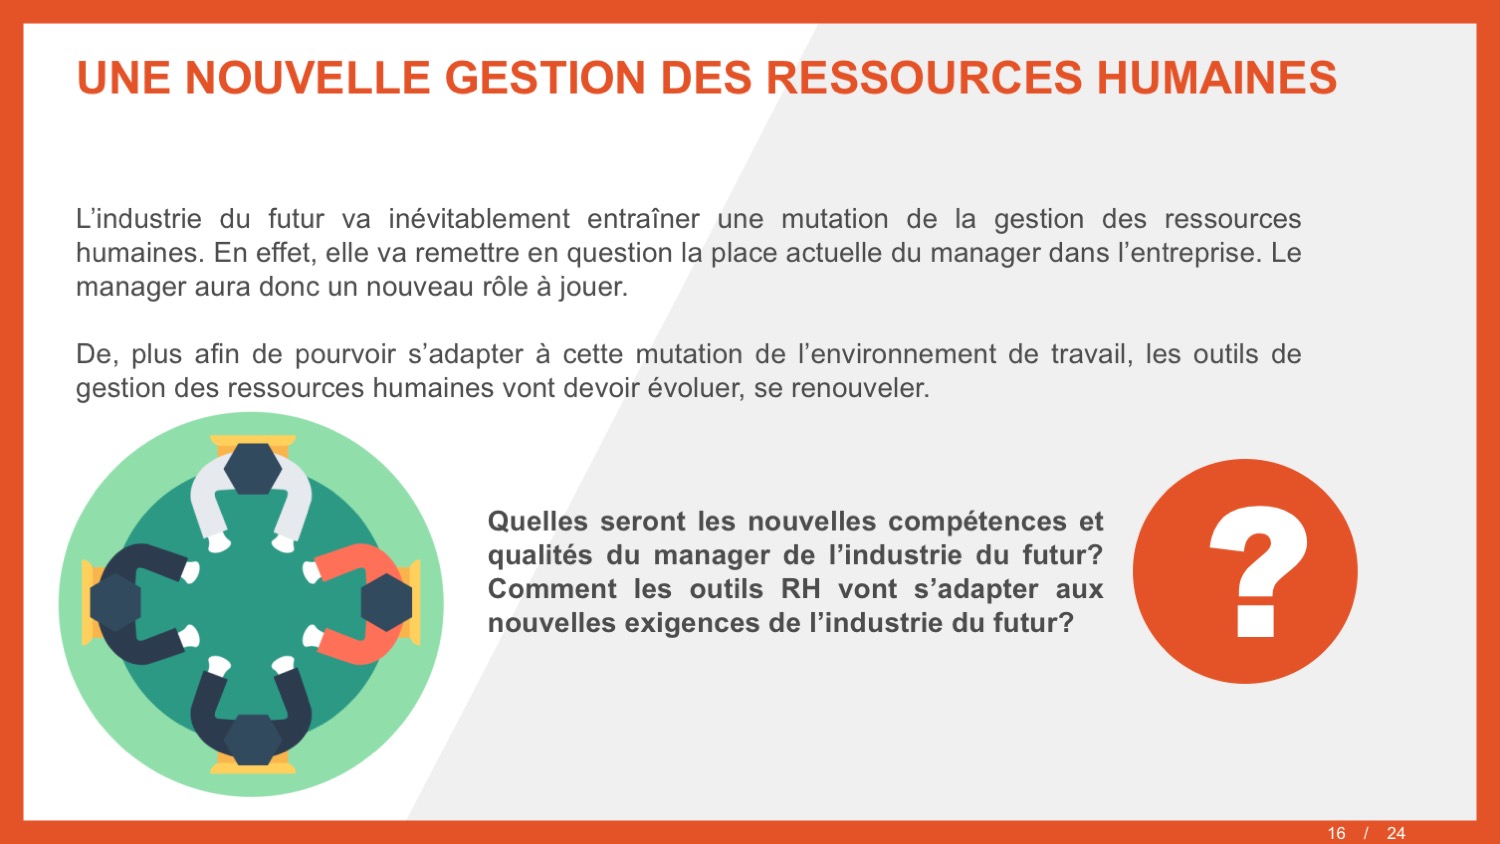 UNE NOUVELLE GESTION DES RESSOURCES HUMAINES
L’industrie du futur va inévitablement entraîner une mutation de la gestion des ressources
humaines. En effet, elle va remettre en question la place actuelle du manager dans l’entreprise. Le
manager aura donc un nouveau rôle à jouer.
De, plus afin de pourvoir s’adapter à cette mutation de l’environnement de travail, les outils de
gestion des ressources humaines vont devoir évoluer, se renouveler.
Quelles seront les nouvelles compétences et
qualités du manager de l’industrie du futur?
Comment les outils RH vont s’adapter aux
nouvelles exigences de l’industrie du futur?
?
16 / 24